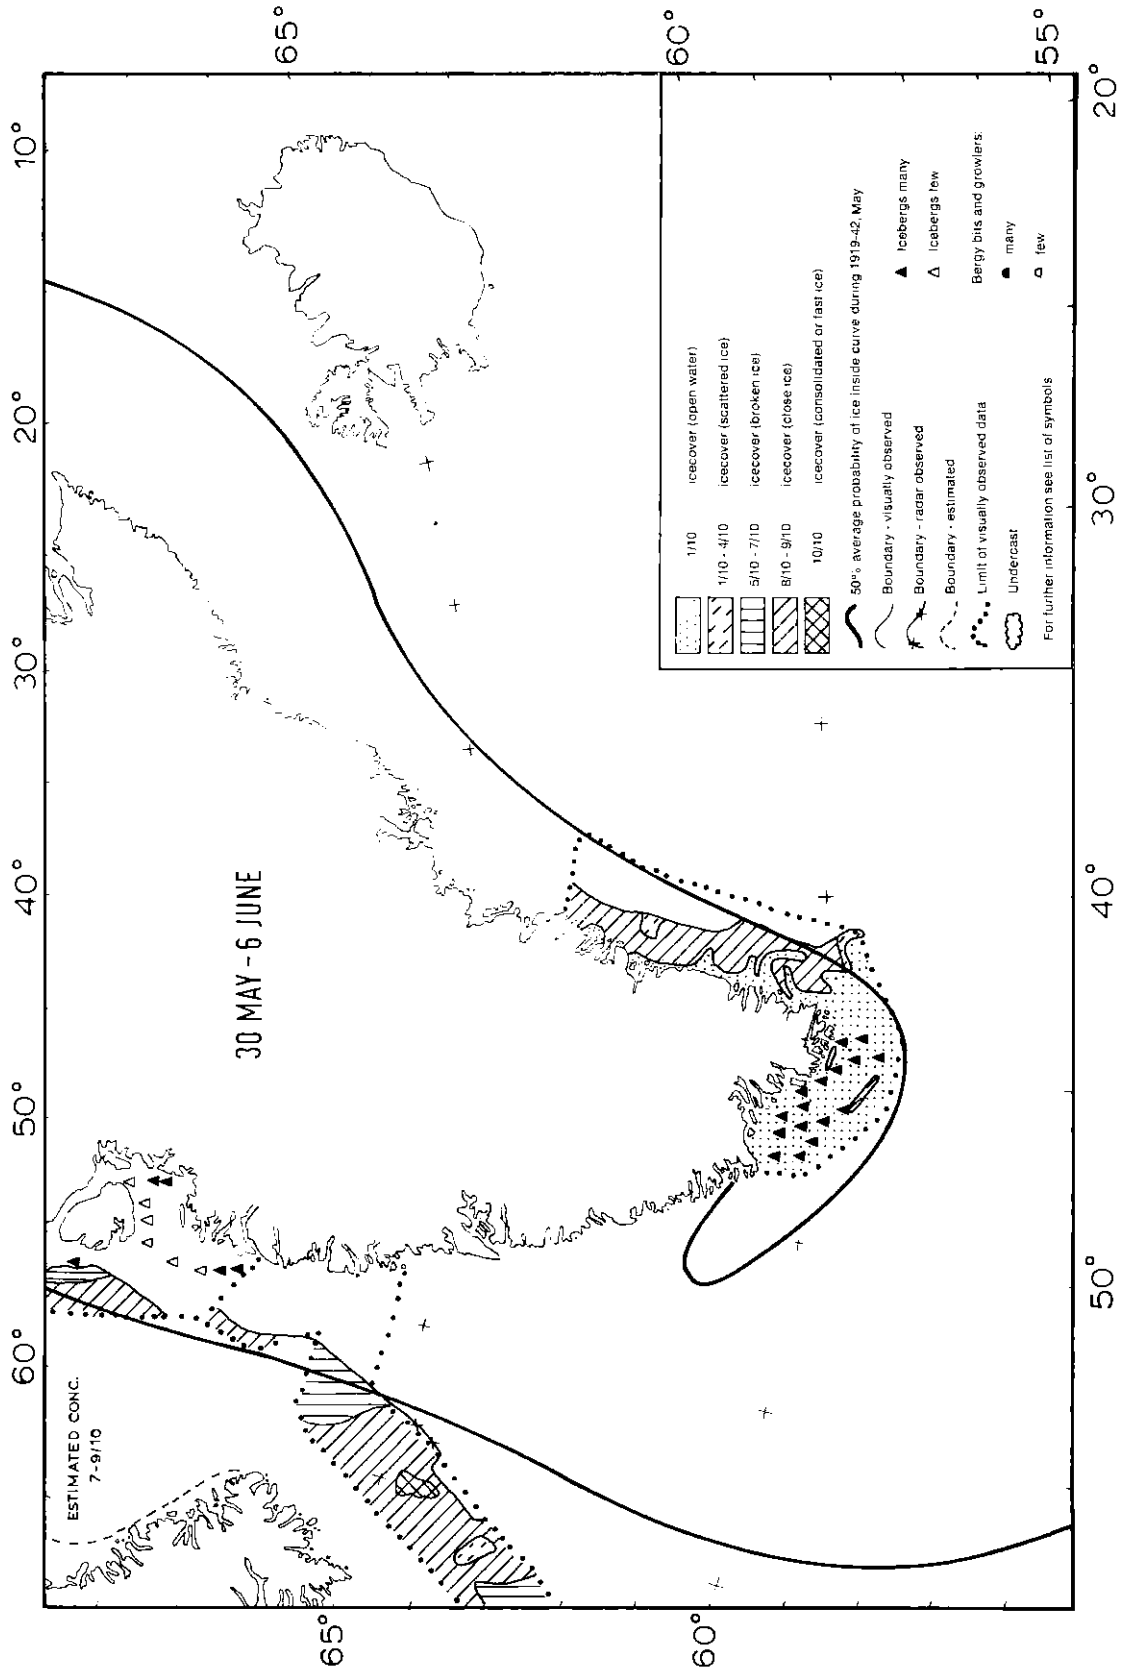 10°
20°
30°
40°
50°
60°
65°
60°
55°
65°
60°
50°
40°
30°
20°
30 MAY - 6 JUNE
ESTIMATED CONC.
7-9/10
1/10 icecover (open water)
1/10 - 4/10 icecover (scattered ice)
5/10 - 7/10 icecover (broken ice)
8/10 - 9/10 icecover (close ice)
10/10 icecover (consolidated or fast ice)
50% average probability of ice inside curve during 1919-42, May
Boundary - visually observed
Boundary - radar observed
Boundary - estimated
Limit of visually observed data
Undercast
Icebergs many
Icebergs few
Bergy bits and growlers:
many
few
For further information see list of symbols